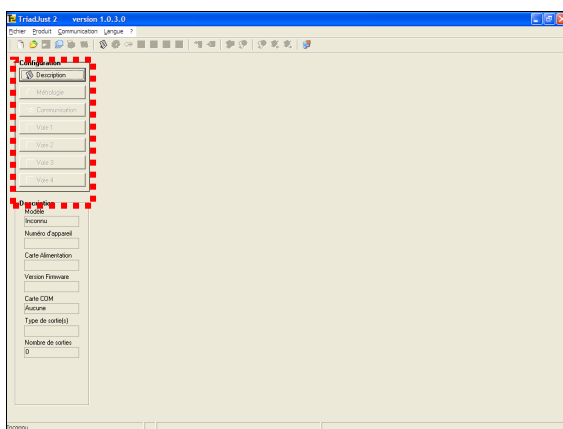 TriadJust 2 version 1.0.3.0
Fichier Produit Communication Langue ?
Configuration
Description
Métrologie
Communication
Voie 1
Voie 2
Voie 3
Voie 4
Description
Modèle
Inconnu
Numéro d'appareil
Carte Alimentation
Version Firmware
Carte COM
Aucune
Type de sortie(s)
Nombre de sorties
0
Inconnu